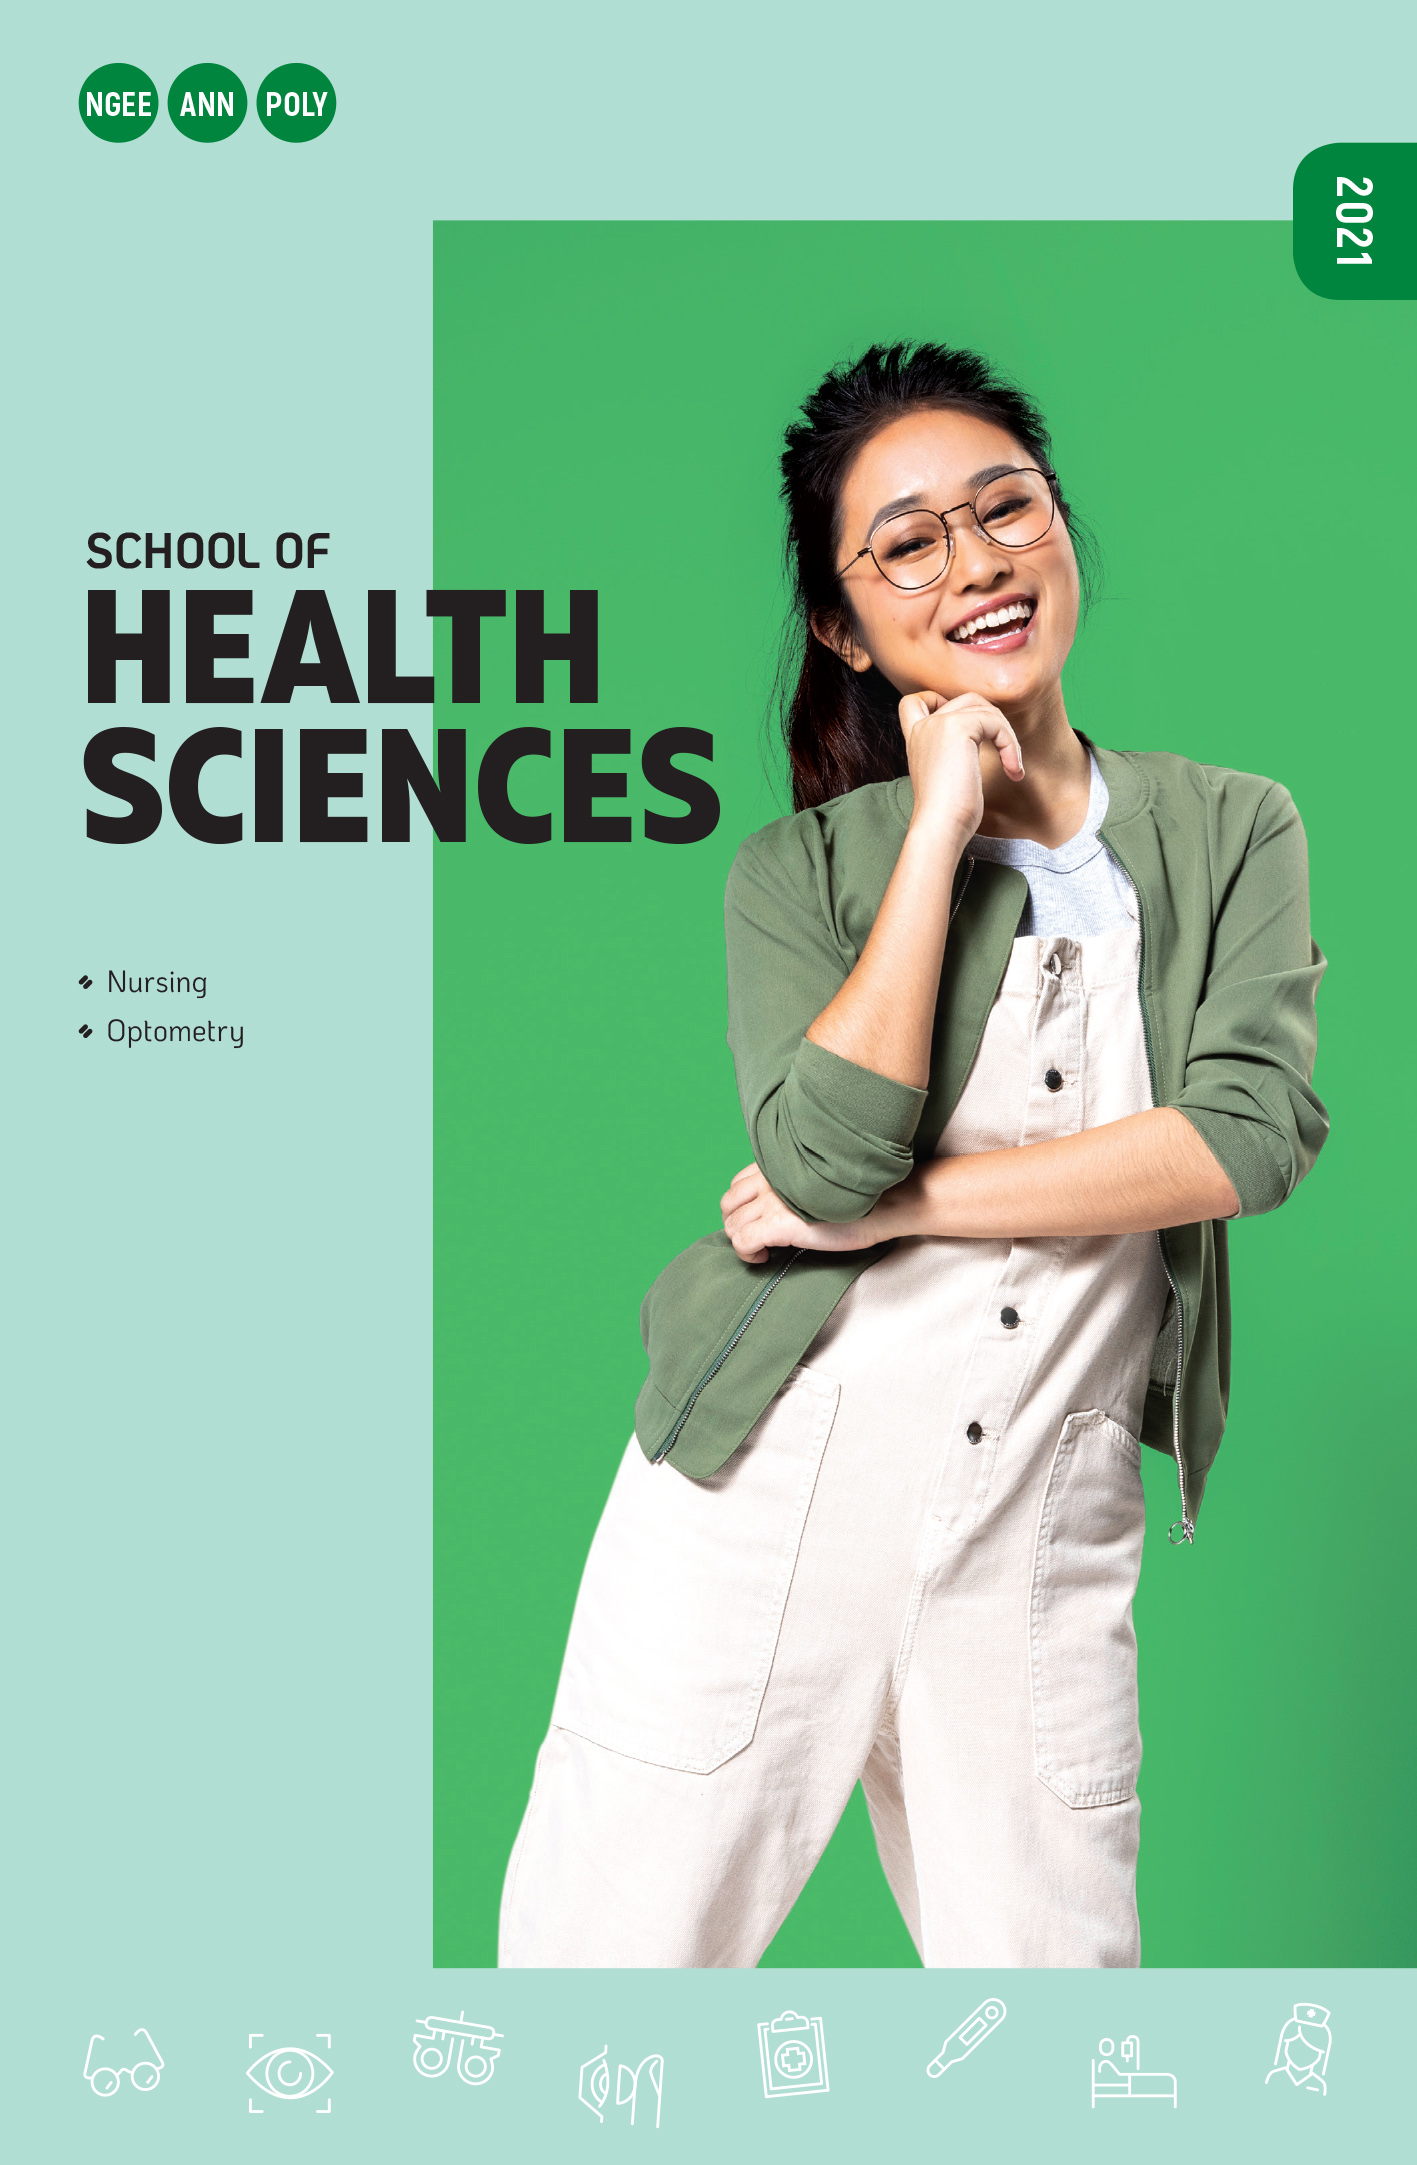 NGEE ANN POLY
2021
SCHOOL OF
HEALTH
SCIENCES
Nursing
Optometry